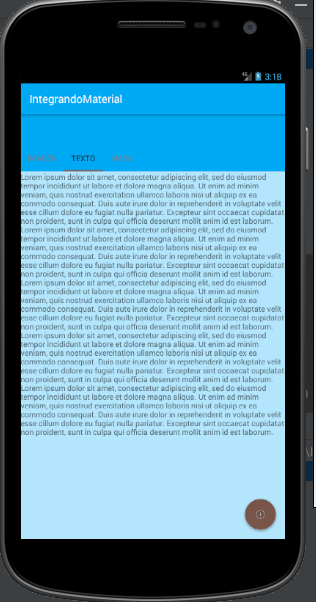 3:18
IntegrandoMaterial
TEXTO
Lorem ipsum dolor sit amet, consectetur adipiscing elit, sed do eiusmod
tempor incididunt ut labore et dolore magna aliqua. Ut enim ad minim
veniam, quis nostrud exercitation ullamco laboris nisi ut aliquip ex ea
commodo consequat. Duis aute irure dolor in reprehenderit in voluptate velit
esse cillum dolore eu fugiat nulla pariatur. Excepteur sint occaecat cupidatat
non proident, sunt in culpa qui officia deserunt mollit anim id est laborum.
Lorem ipsum dolor sit amet, consectetur adipiscing elit, sed do eiusmod
tempor incididunt ut labore et dolore magna aliqua. Ut enim ad minim
veniam, quis nostrud exercitation ullamco laboris nisi ut aliquip ex ea
commodo consequat. Duis aute irure dolor in reprehenderit in voluptate velit
esse cillum dolore eu fugiat nulla pariatur. Excepteur sint occaecat cupidatat
non proident, sunt in culpa qui officia deserunt mollit anim id est laborum.
Lorem ipsum dolor sit amet, consectetur adipiscing elit, sed do eiusmod
tempor incididunt ut labore et dolore magna aliqua. Ut enim ad minim
veniam, quis nostrud exercitation ullamco laboris nisi ut aliquip ex ea
commodo consequat. Duis aute irure dolor in reprehenderit in voluptate velit
esse cillum dolore eu fugiat nulla pariatur. Excepteur sint occaecat cupidatat
non proident, sunt in culpa qui officia deserunt mollit anim id est laborum.
Lorem ipsum dolor sit amet, consectetur adipiscing elit, sed do eiusmod
tempor incididunt ut labore et dolore magna aliqua. Ut enim ad minim
veniam, quis nostrud exercitation ullamco laboris nisi ut aliquip ex ea
commodo consequat. Duis aute irure dolor in reprehenderit in voluptate velit
esse cillum dolore eu fugiat nulla pariatur. Excepteur sint occaecat cupidatat
non proident, sunt in culpa qui officia deserunt mollit anim id est laborum.
Lorem ipsum dolor sit amet, consectetur adipiscing elit, sed do eiusmod
tempor incididunt ut labore et dolore magna aliqua. Ut enim ad minim
veniam, quis nostrud exercitation ullamco laboris nisi ut aliquip ex ea
commodo consequat. Duis aute irure dolor in reprehenderit in voluptate velit
esse cillum dolore eu fugiat nulla pariatur. Excepteur sint occaecat cupidatat
non proident, sunt in culpa qui officia deserunt mollit anim id est laborum.